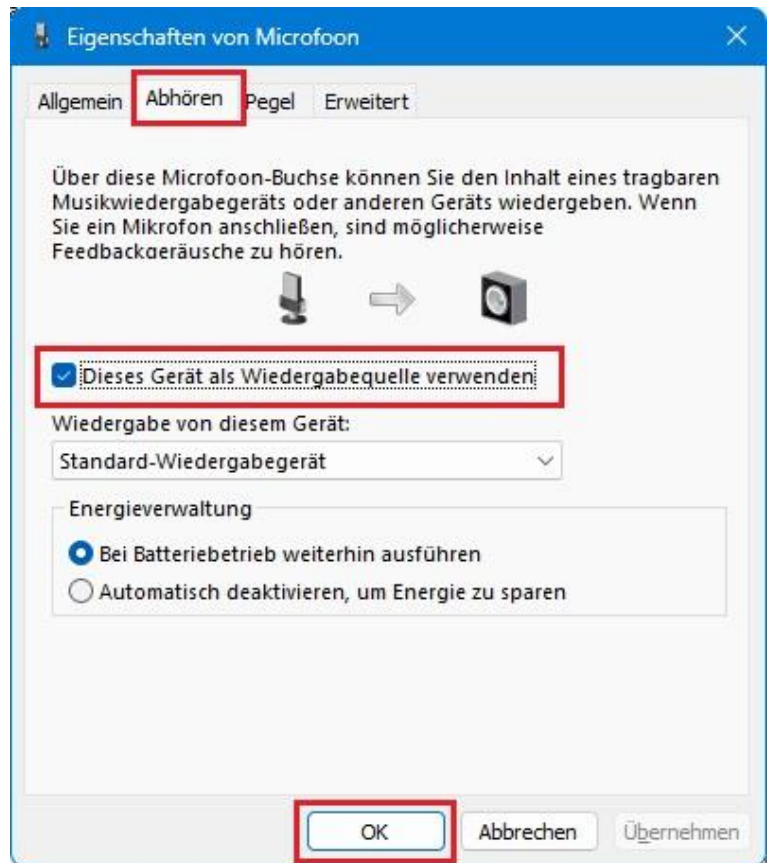 Eigenschaften von Microfoon
Allgemein Abhören Pegel Erweitert
Über diese Microfoon-Buchse können Sie den Inhalt eines tragbaren
Musikwiedergabegeräts oder anderen Geräts wiedergeben. Wenn
Sie ein Mikrofon anschließen, sind möglicherweise
Feedbackgeräusche zu hören.
Dieses Gerät als Wiedergabequelle verwenden
Wiedergabe von diesem Gerät:
Standard-Wiedergabegerät
Energieverwaltung
Bei Batteriebetrieb weiterhin ausführen
Automatisch deaktivieren, um Energie zu sparen
OK Abbrechen Übernehmen